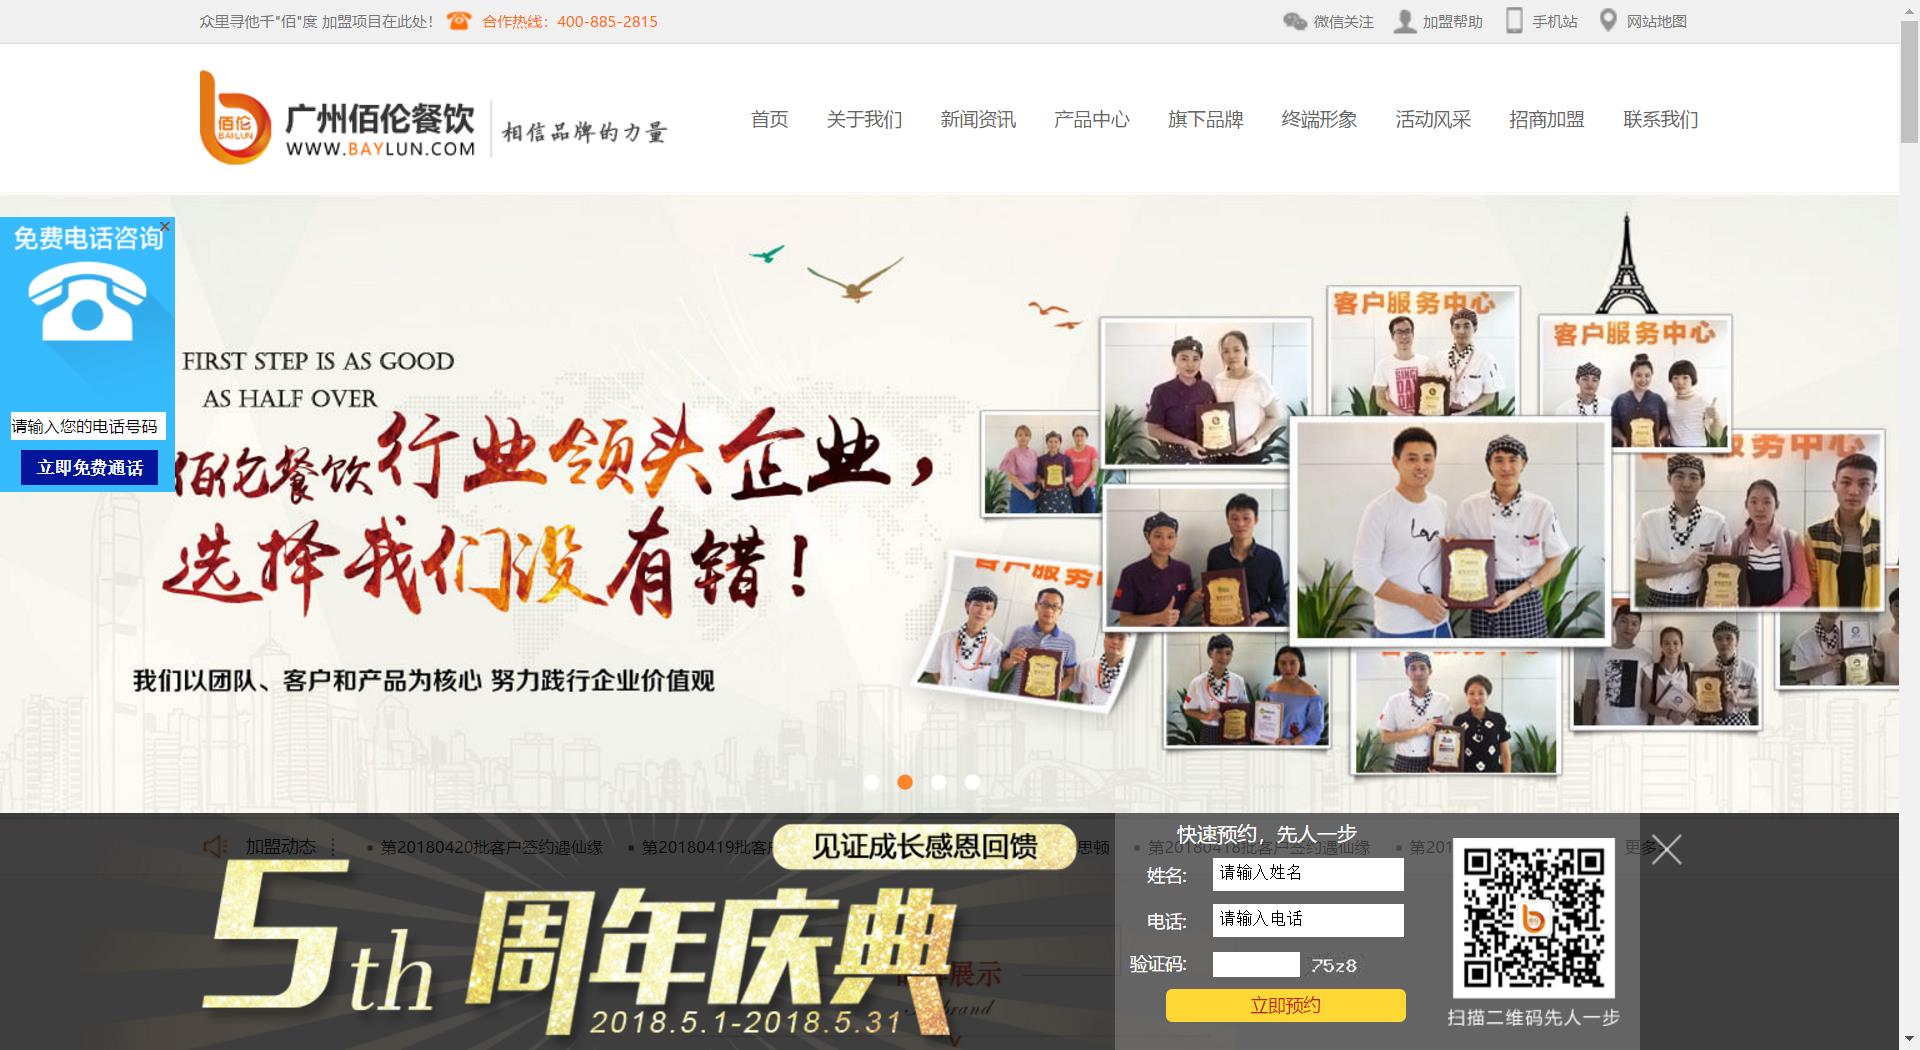 众里寻他千"佰"度 加盟项目在此处！ 合作热线：400-885-2815
微信关注 加盟帮助 手机站 网站地图
佰伦
BAILUN
广州佰伦餐饮
WWW.BAYLUN.COM
相信品牌的力量
首页 关于我们 新闻资讯 产品中心 旗下品牌 终端形象 活动风采 招商加盟 联系我们
免费电话咨询
请输入您的电话号码
立即免费通话
FIRST STEP IS AS GOOD
AS HALF OVER
佰伦餐饮行业领头企业，
选择我们没有错！
我们以团队、客户和产品为核心 努力践行企业价值观
客户服务中心
客户服务中心
服务中心
客户服务
加盟动态
第20180420批客户签约遇仙缘
第20180419批客户
思顿
第20180418批客户签约遇仙缘
第201
更多
见证成长感恩回馈
5th 周年庆典
2018.5.1-2018.5.31
展示
brand
快速预约，先人一步
姓名: 请输入姓名
电话: 请输入电话
验证码: 75z8
立即预约
扫描二维码先人一步